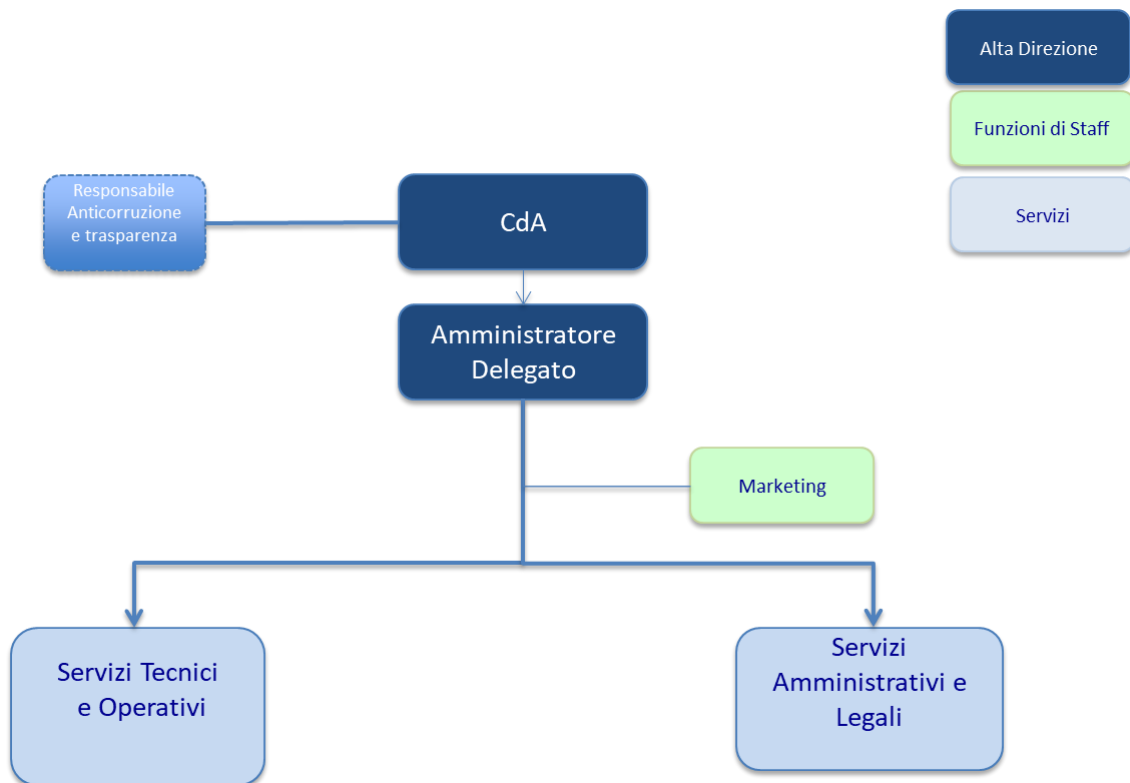 Alta Direzione
Funzioni di Staff
Servizi
Responsabile
Anticorruzione
e trasparenza
CdA
Amministratore
Delegato
Marketing
Servizi Tecnici
e Operativi
Servizi
Amministrativi e
Legali